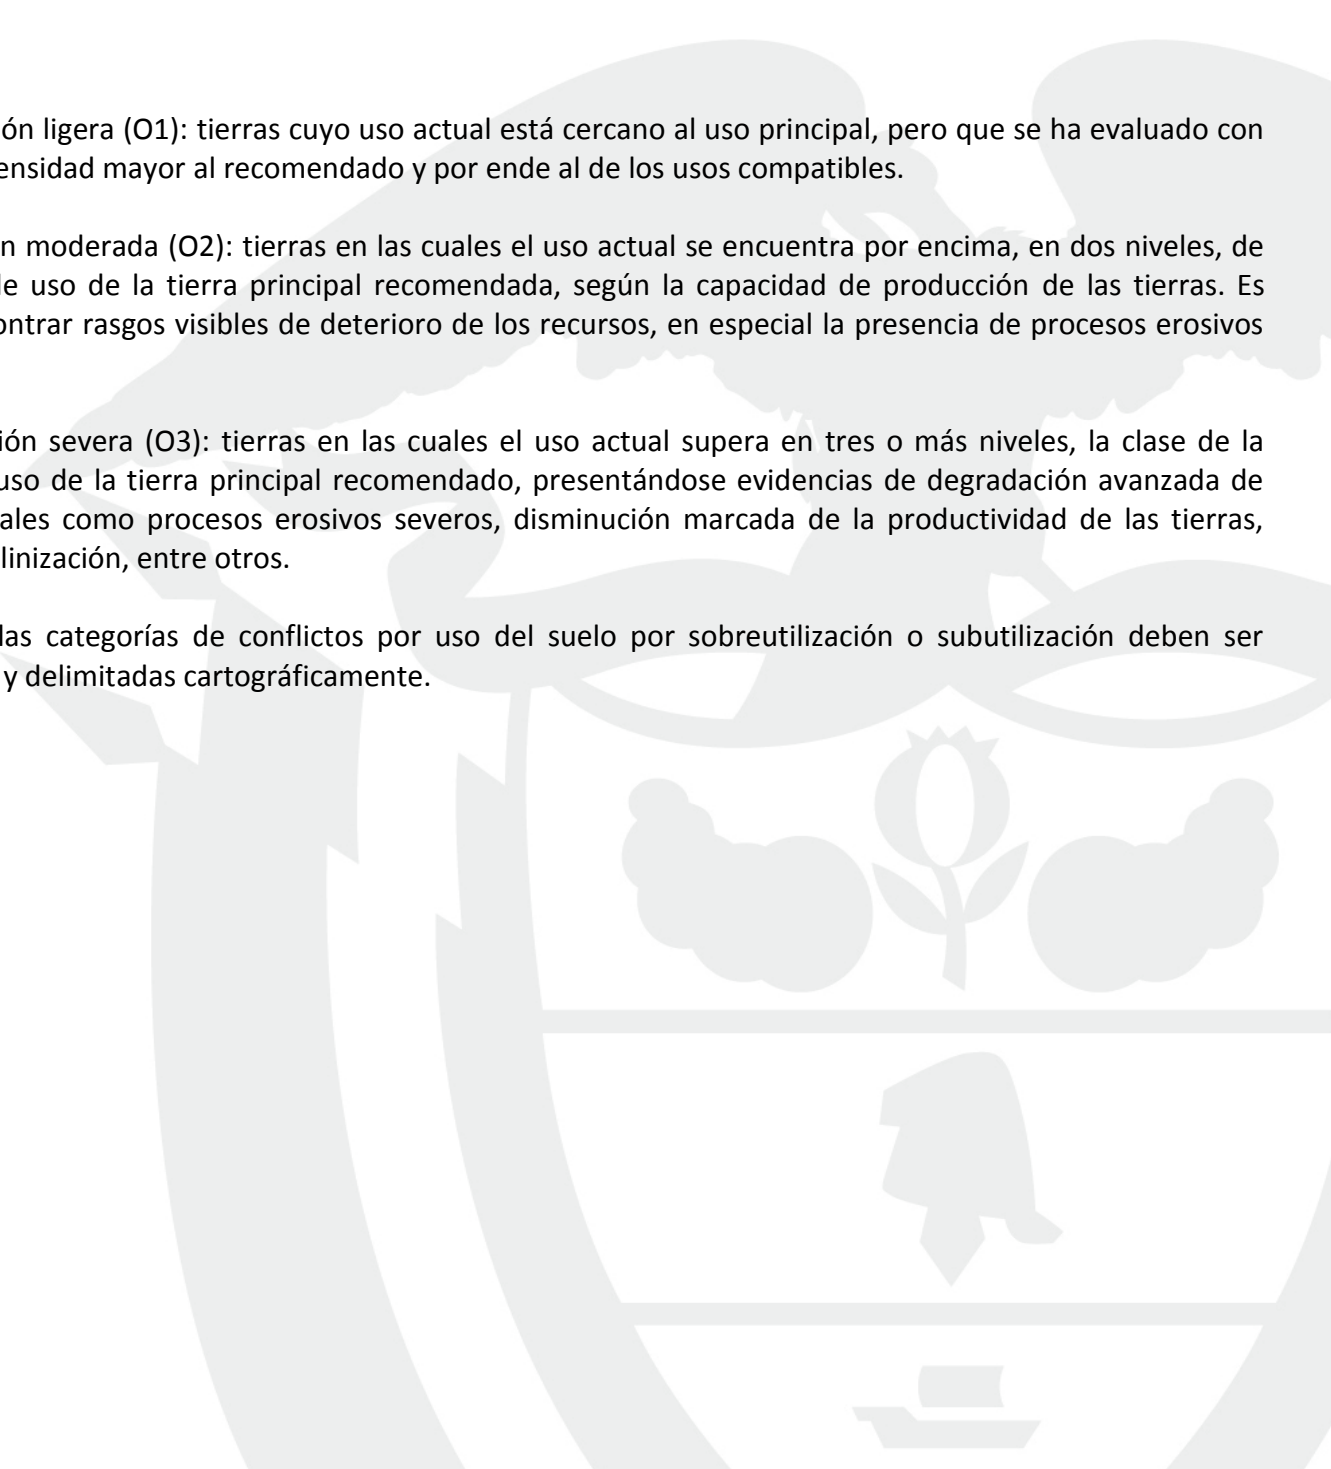 ón ligera (O1): tierras cuyo uso actual está cercano al uso principal, pero que se ha evaluado con
ensidad mayor al recomendado y por ende al de los usos compatibles.
n moderada (O2): tierras en las cuales el uso actual se encuentra por encima, en dos niveles, de
le uso de la tierra principal recomendada, según la capacidad de producción de las tierras. Es
ontrar rasgos visibles de deterioro de los recursos, en especial la presencia de procesos erosivos
ión severa (O3): tierras en las cuales el uso actual supera en tres o más niveles, la clase de la
uso de la tierra principal recomendado, presentándose evidencias de degradación avanzada de
ales como procesos erosivos severos, disminución marcada de la productividad de las tierras,
linización, entre otros.
las categorías de conflictos por uso del suelo por sobreutilización o subutilización deben ser
y delimitadas cartográficamente.